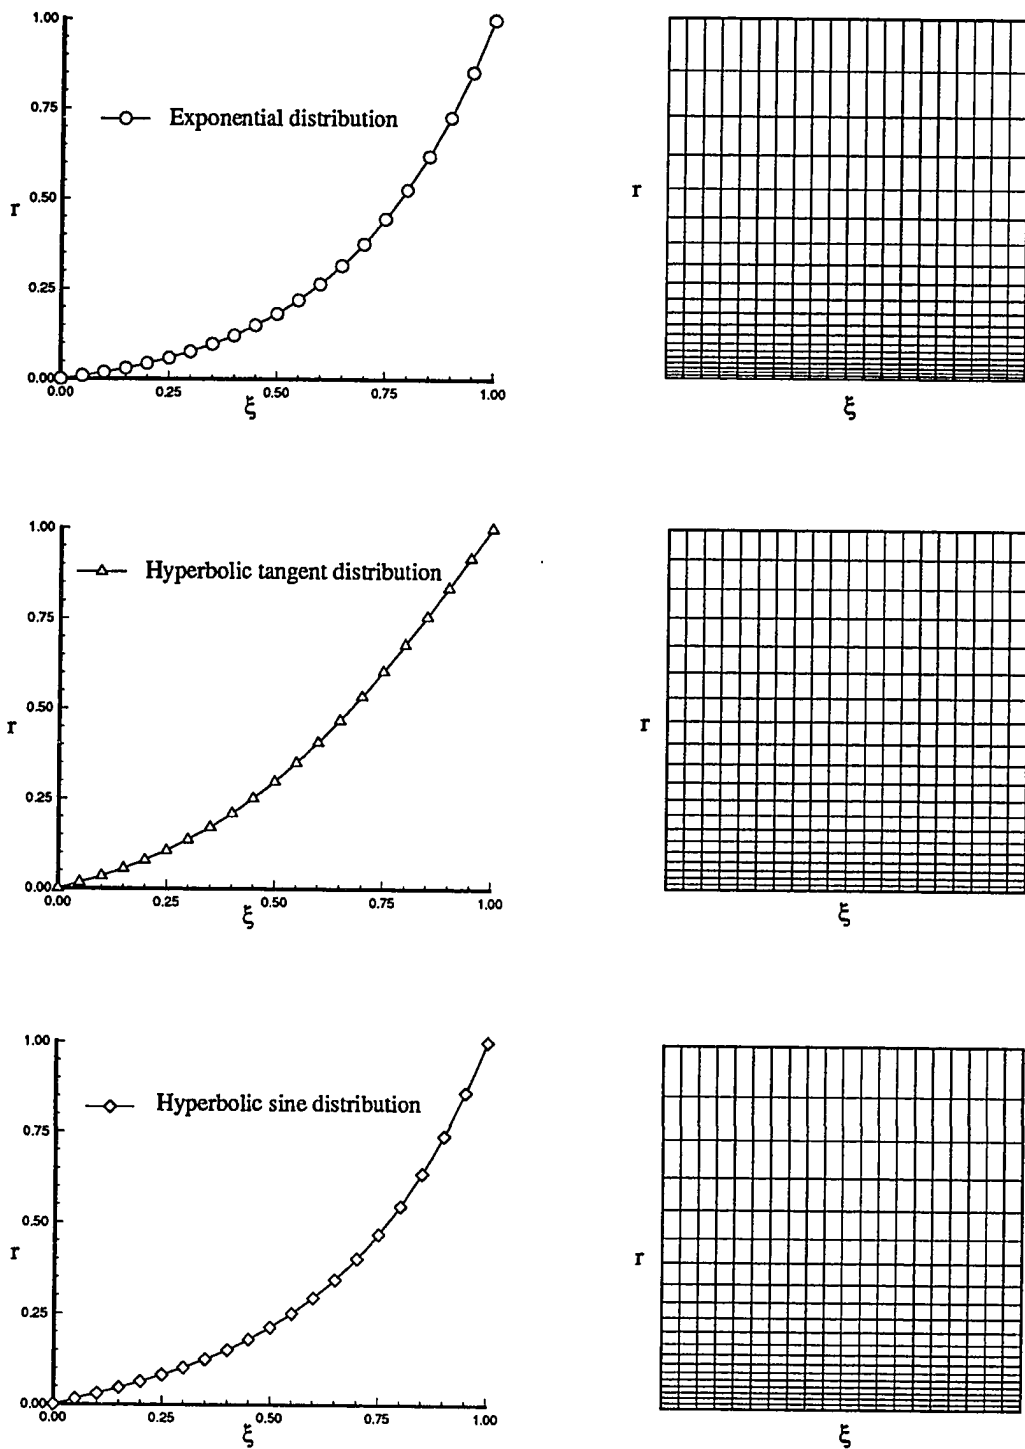 1.00
0.75
Exponential distribution
0.50
r
r
0.25
0.00
0.00 0.25 0.50 0.75 1.00
ξ
ξ
1.00
Hyperbolic tangent distribution
0.75
0.50
r
r
0.25
0.00
0.00 0.25 0.50 0.75 1.00
ξ
ξ
1.00
Hyperbolic sine distribution
0.75
0.50
r
r
0.25
0.00
0.00 0.25 0.50 0.75 1.00
ξ
ξ